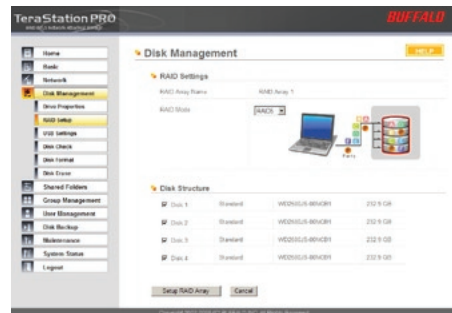 TeraStation PRO
BUFFALO
Home
Basic
Network
Disk Management
Drive Properties
RAID Setup
USB Settings
Disk Check
Disk Format
Disk Erase
Shared Folders
Group Management
User Management
Disk Backup
Maintenance
System Status
Logout
Disk Management
HELP
RAID Settings
RAID Array Name RAID Array 1
RAID Mode RAID5
Parity
Disk Structure
Disk 1 Standard 232.9 GB
Disk 2 Standard 232.9 GB
Disk 3 Standard 232.9 GB
Disk 4 Standard 232.9 GB
Setup RAID Array Cancel